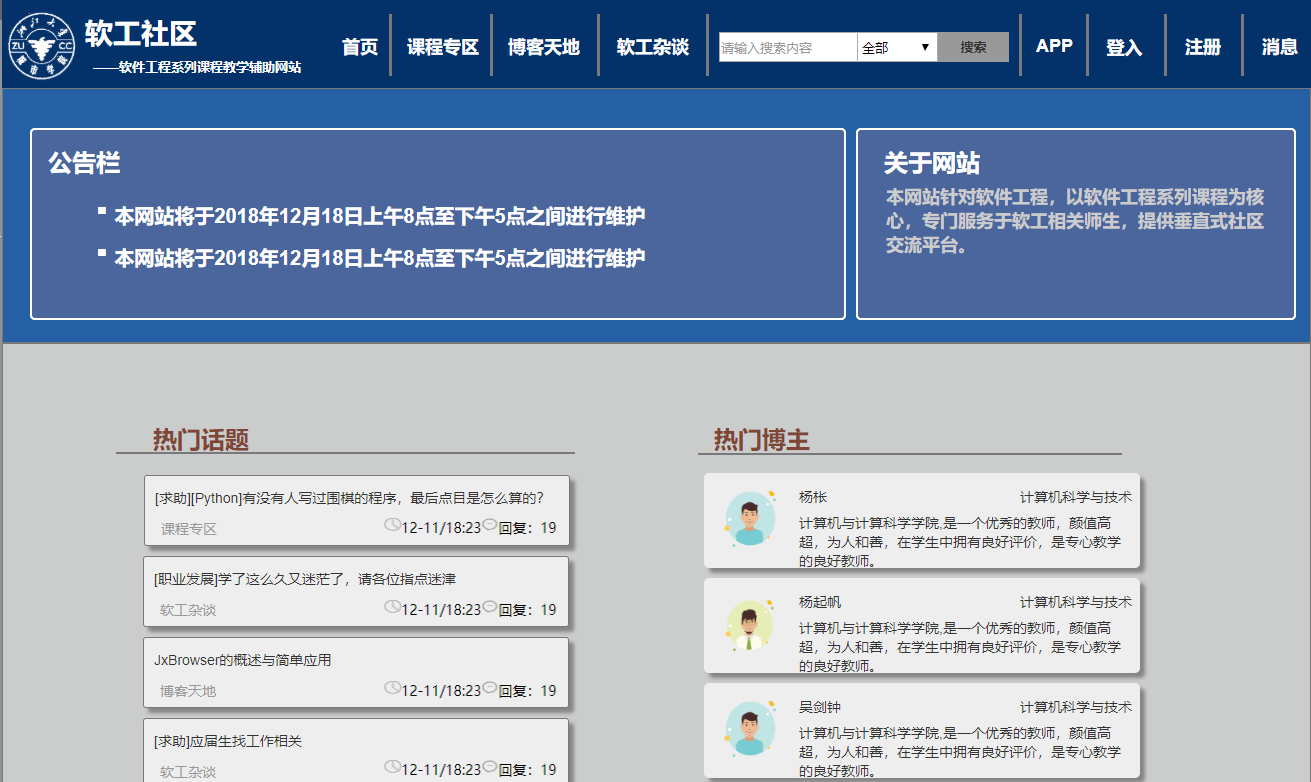 软工社区
——软件工程系列课程教学辅助网站
首页
课程专区
博客天地
软工杂谈
请输入搜索内容
全部
搜索
APP
登入
注册
消息
ZU CC
公告栏
本网站将于2018年12月18日上午8点至下午5点之间进行维护
本网站将于2018年12月18日上午8点至下午5点之间进行维护
关于网站
本网站针对软件工程，以软件工程系列课程为核
心，专门服务于软工相关师生，提供垂直式社区
交流平台。
热门话题
[求助][Python]有没有人写过围棋的程序，最后点目是怎么算的?
课程专区 12-11/18:23 回复：19
[职业发展]学了这么久又迷茫了，请各位指点迷津
软工杂谈 12-11/18:23 回复：19
JxBrowser的概述与简单应用
博客天地 12-11/18:23 回复：19
[求助]应届生找工作相关
软工杂谈 12-11/18:23 回复：19
热门博主
杨枨 计算机科学与技术
计算机与计算科学学院,是一个优秀的教师，颜值高
超，为人和善，在学生中拥有良好评价，是专心教学
的良好教师。
杨起帆 计算机科学与技术
计算机与计算科学学院,是一个优秀的教师，颜值高
超，为人和善，在学生中拥有良好评价，是专心教学
的良好教师。
吴剑钟 计算机科学与技术
计算机与计算科学学院,是一个优秀的教师，颜值高
超，为人和善，在学生中拥有良好评价，是专心教学
的良好教师。